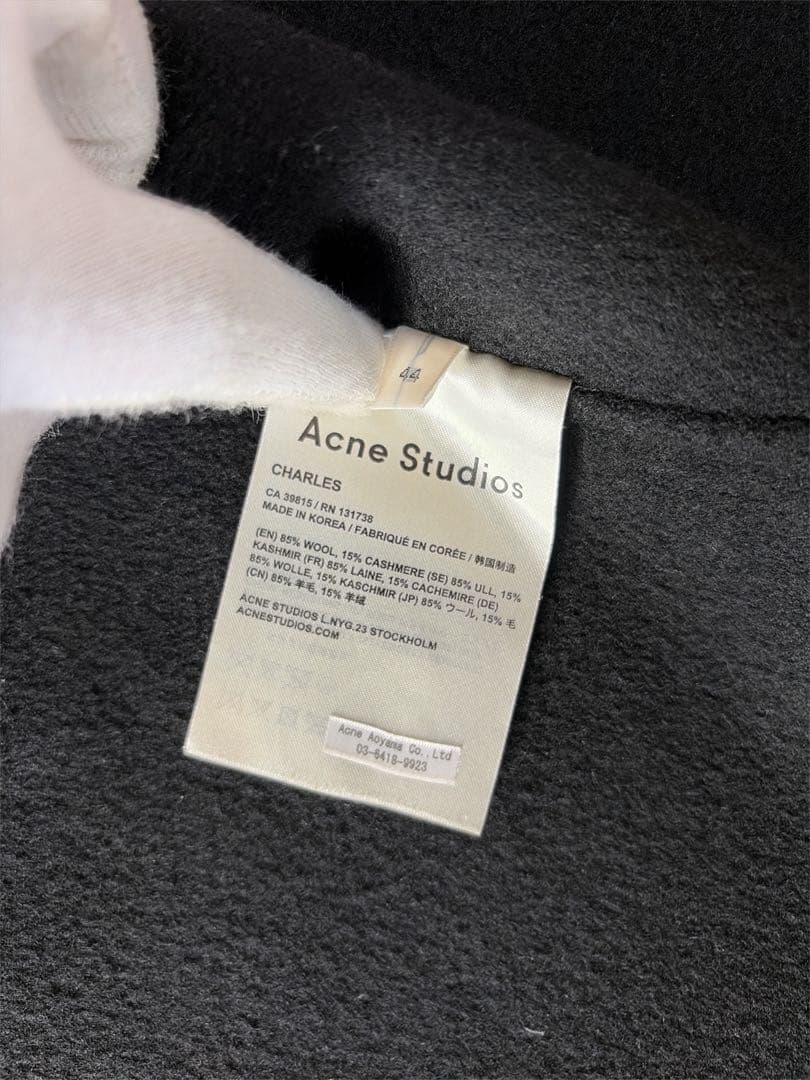 44
Acne Studios
CHARLES
CA 39815 / RN 131738
MADE IN KOREA / FABRIQUÉ EN CORÉE / 韩国制造
(EN) 85% WOOL, 15% CASHMERE (SE) 85% ULL, 15%
KASHMIR (FR) 85% LAINE, 15% CACHEMIRE (DE)
85% WOLLE, 15% KASCHMIR (JP) 85% ウール, 15% 毛
(CN) 85% 羊毛, 15% 羊绒
ACNE STUDIOS L.NYG.23 STOCKHOLM
ACNESTUDIOS.COM
Acne Aoyama Co.,Ltd
03-6418-9923